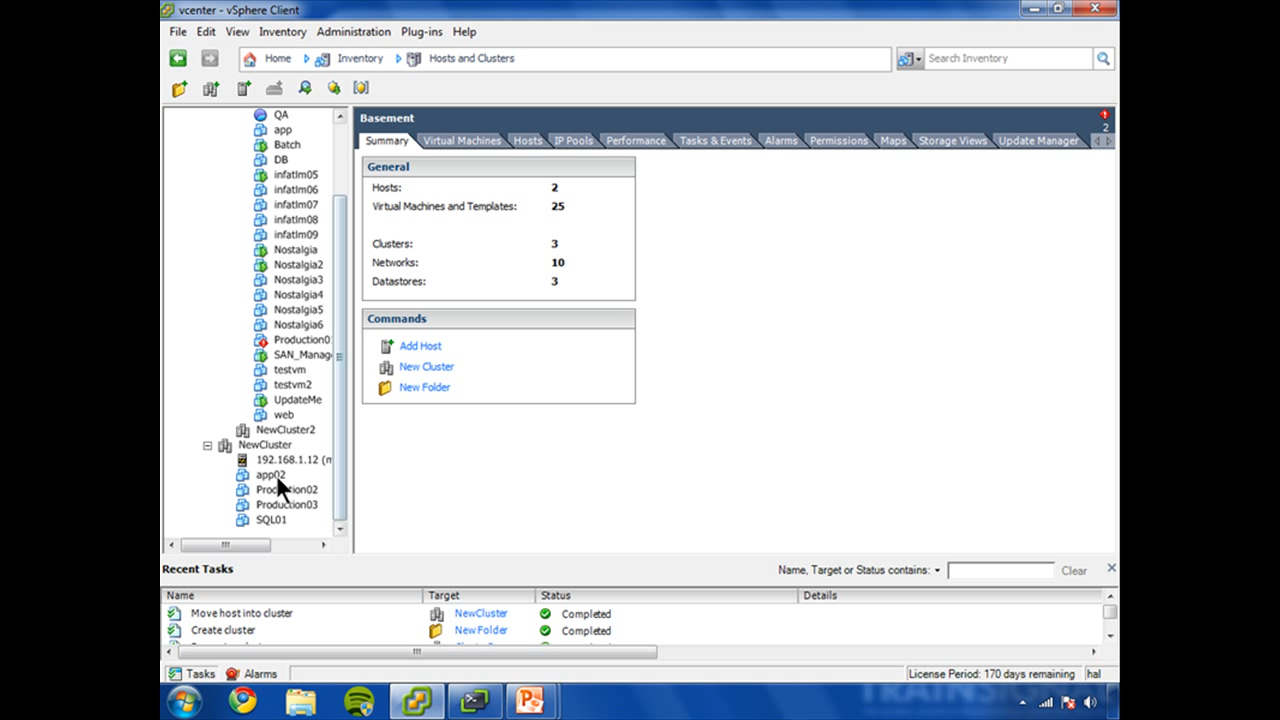 vcenter - vSphere Client
File Edit View Inventory Administration Plug-ins Help
Home Inventory Hosts and Clusters Search Inventory
QA
app
Batch
DB
infatlm05
infatlm06
infatlm07
infatlm08
infatlm09
Nostalgia
Nostalgia2
Nostalgia3
Nostalgia4
Nostalgia5
Nostalgia6
Production0
SAN_Manag
testvm
testvm2
UpdateMe
web
NewCluster2
NewCluster
192.168.1.12 (m
app02
Production02
Production03
SQL01
Basement
2
Summary Virtual Machines Hosts IP Pools Performance Tasks & Events Alarms Permissions Maps Storage Views Update Manager
General
Hosts: 2
Virtual Machines and Templates: 25
Clusters: 3
Networks: 10
Datastores: 3
Commands
Add Host
New Cluster
New Folder
Recent Tasks Name, Target or Status contains: Clear
Name Target Status Details
Move host into cluster NewCluster Completed
Create cluster New Folder Completed
Tasks Alarms License Period: 170 days remaining hal